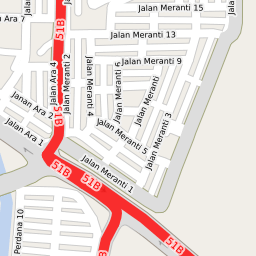 Jalan Meranti 15
Jalan Ara 7
51B
Jalan Meranti 13
Jalan Meranti 9
Jalan Ara 4
Jalan Meranti 2
Jalan Meranti 4
Jalan Meranti 6
Jalan Meranti
Janan Ara 2
51B
Jalan Ara 1
Jalan Meranti 5
Jalan Meranti 3
51B
Jalan Meranti 1
51B
Perdana 10
51B
51B